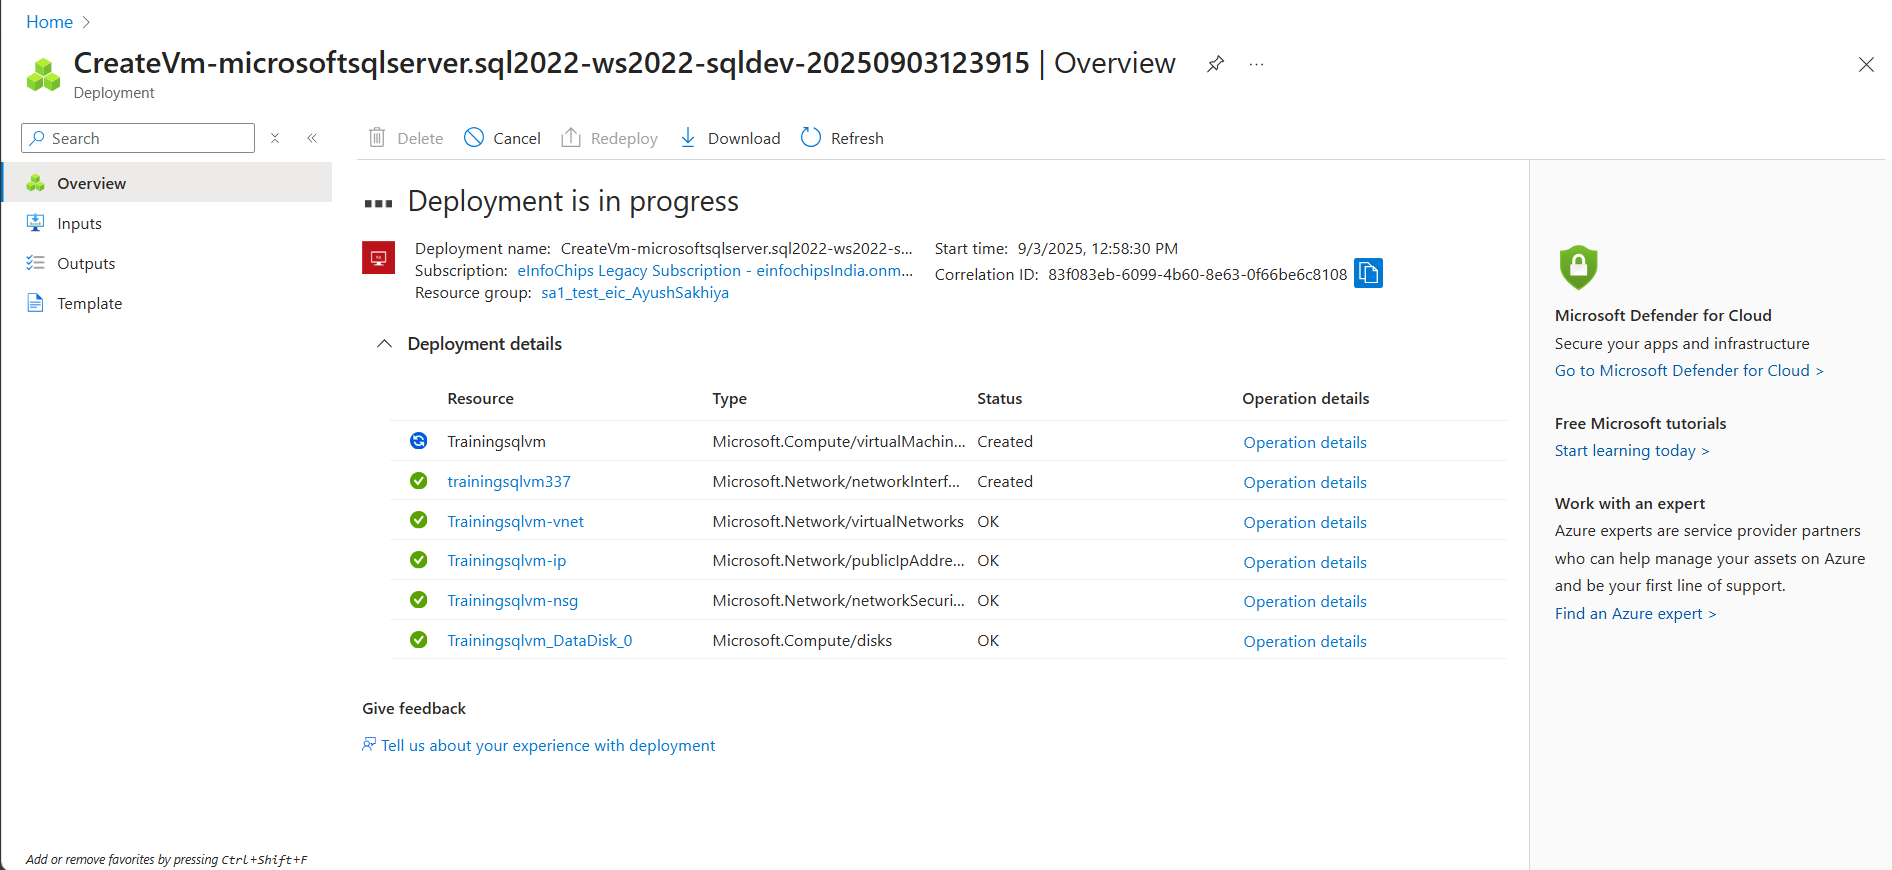 Home >
CreateVm-microsoftsqlserver.sql2022-ws2022-sqldev-20250903123915 | Overview
Deployment
Search
Delete
Cancel
Redeploy
Download
Refresh
Overview
Inputs
Outputs
Template
Deployment is in progress
Deployment name: CreateVm-microsoftsqlserver.sql2022-ws2022-s...
Subscription: eInfoChips Legacy Subscription - einfochipsIndia.onm...
Resource group: sa1_test_eic_AyushSakhiya
Start time: 9/3/2025, 12:58:30 PM
Correlation ID: 83f083eb-6099-4b60-8e63-0f66be6c8108
Deployment details
Resource Type Status Operation details
Trainingsqlvm Microsoft.Compute/virtualMachin... Created Operation details
trainingsqlvm337 Microsoft.Network/networkInterf... Created Operation details
Trainingsqlvm-vnet Microsoft.Network/virtualNetworks OK Operation details
Trainingsqlvm-ip Microsoft.Network/publicIpAddre... OK Operation details
Trainingsqlvm-nsg Microsoft.Network/networkSecuri... OK Operation details
Trainingsqlvm_DataDisk_0 Microsoft.Compute/disks OK Operation details
Give feedback
Tell us about your experience with deployment
Microsoft Defender for Cloud
Secure your apps and infrastructure
Go to Microsoft Defender for Cloud >
Free Microsoft tutorials
Start learning today >
Work with an expert
Azure experts are service provider partners
who can help manage your assets on Azure
and be your first line of support.
Find an Azure expert >
Add or remove favorites by pressing Ctrl+Shift+F